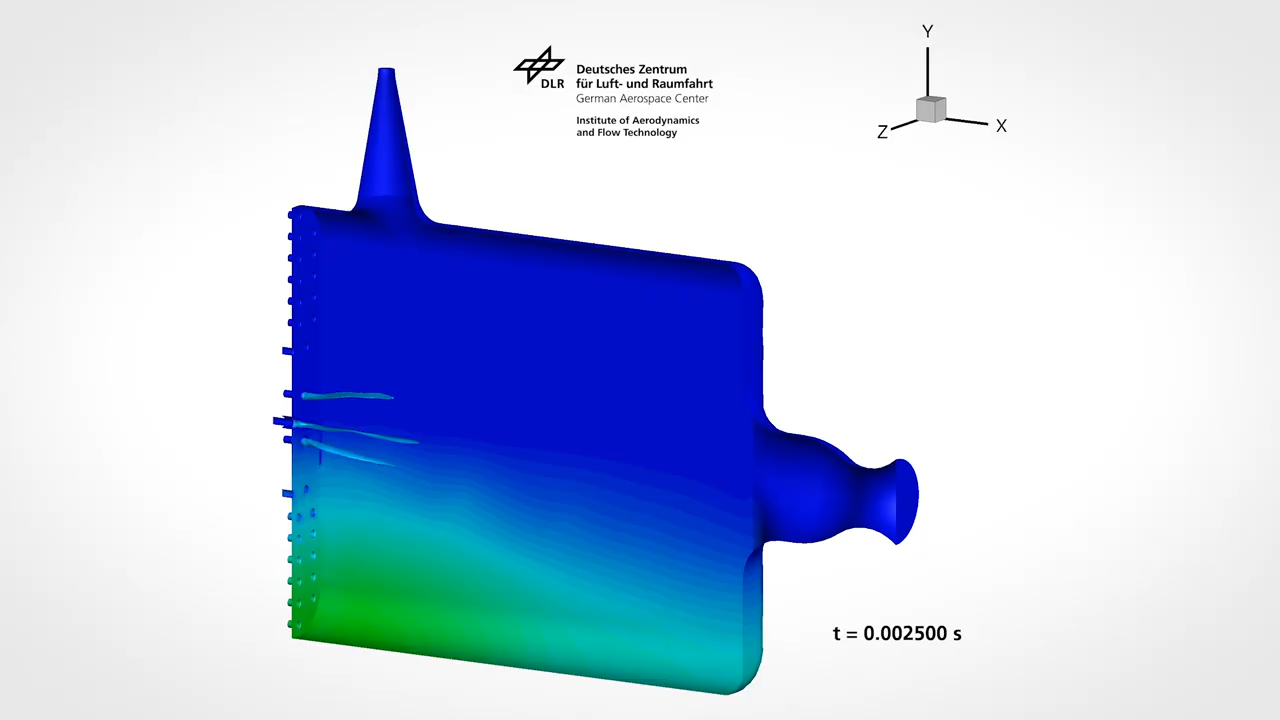 Deutsches Zentrum
DLR für Luft- und Raumfahrt
German Aerospace Center
Institute of Aerodynamics
and Flow Technology
Y
Z
X
t = 0.002500 s